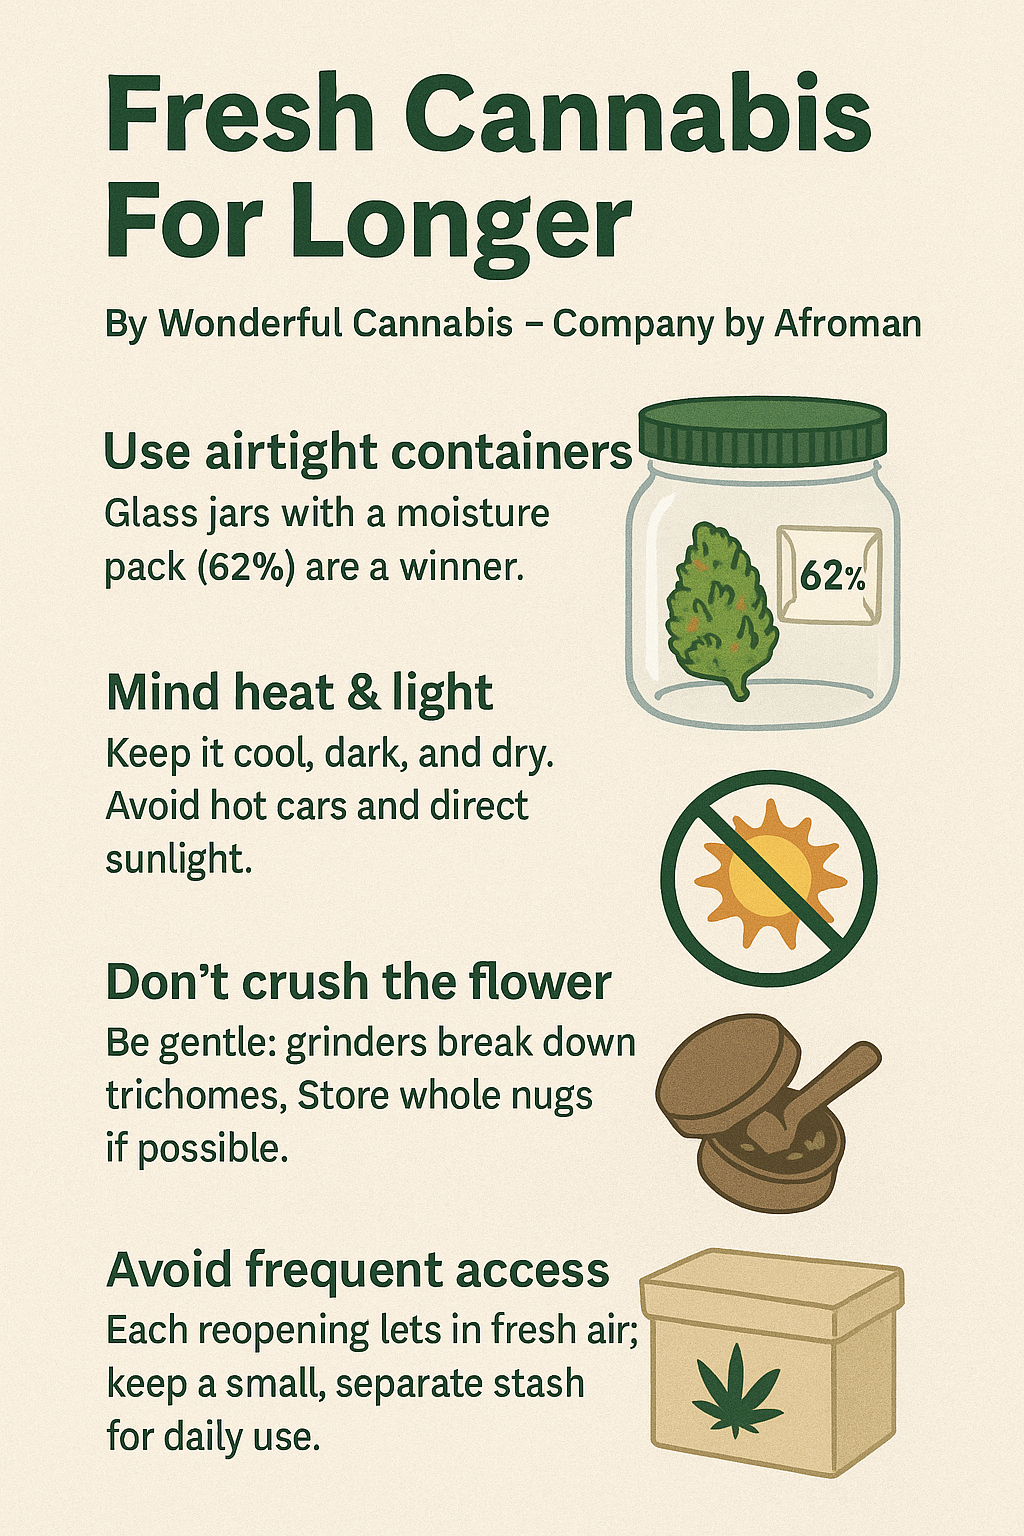 Fresh Cannabis
For Longer
By Wonderful Cannabis – Company by Afroman
Use airtight containers
Glass jars with a moisture
pack (62%) are a winner.
62%
Mind heat & light
Keep it cool, dark, and dry.
Avoid hot cars and direct
sunlight.
Don’t crush the flower
Be gentle: grinders break down
trichomes, Store whole nugs
if possible.
Avoid frequent access
Each reopening lets in fresh air;
keep a small, separate stash
for daily use.